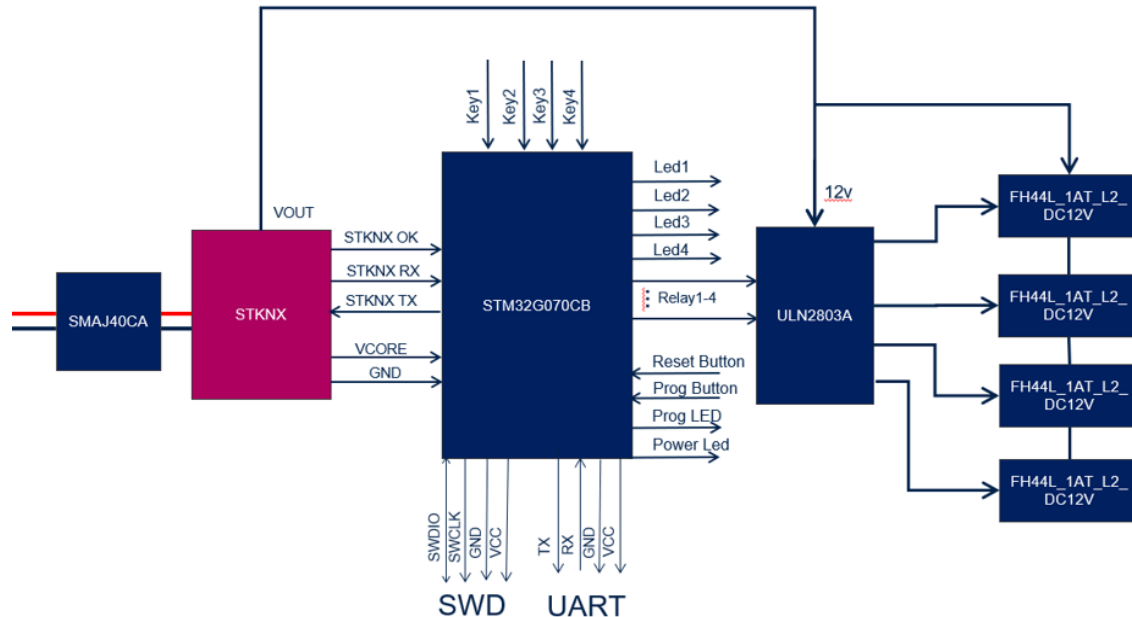 VOUT
Key1
Key2
Key3
Key4
Led1
Led2
Led3
Led4
12v
STKNX OK
STKNX RX
STKNX TX
VCORE
GND
SMAJ40CA
STKNX
STM32G070CB
Relay1-4
ULN2803A
FH44L_1AT_L2_
DC12V
FH44L_1AT_L2_
DC12V
FH44L_1AT_L2_
DC12V
FH44L_1AT_L2_
DC12V
Reset Button
Prog Button
Prog LED
Power Led
SWDIO
SWCLK
GND
VCC
TX
RX
GND
VCC
SWD
UART